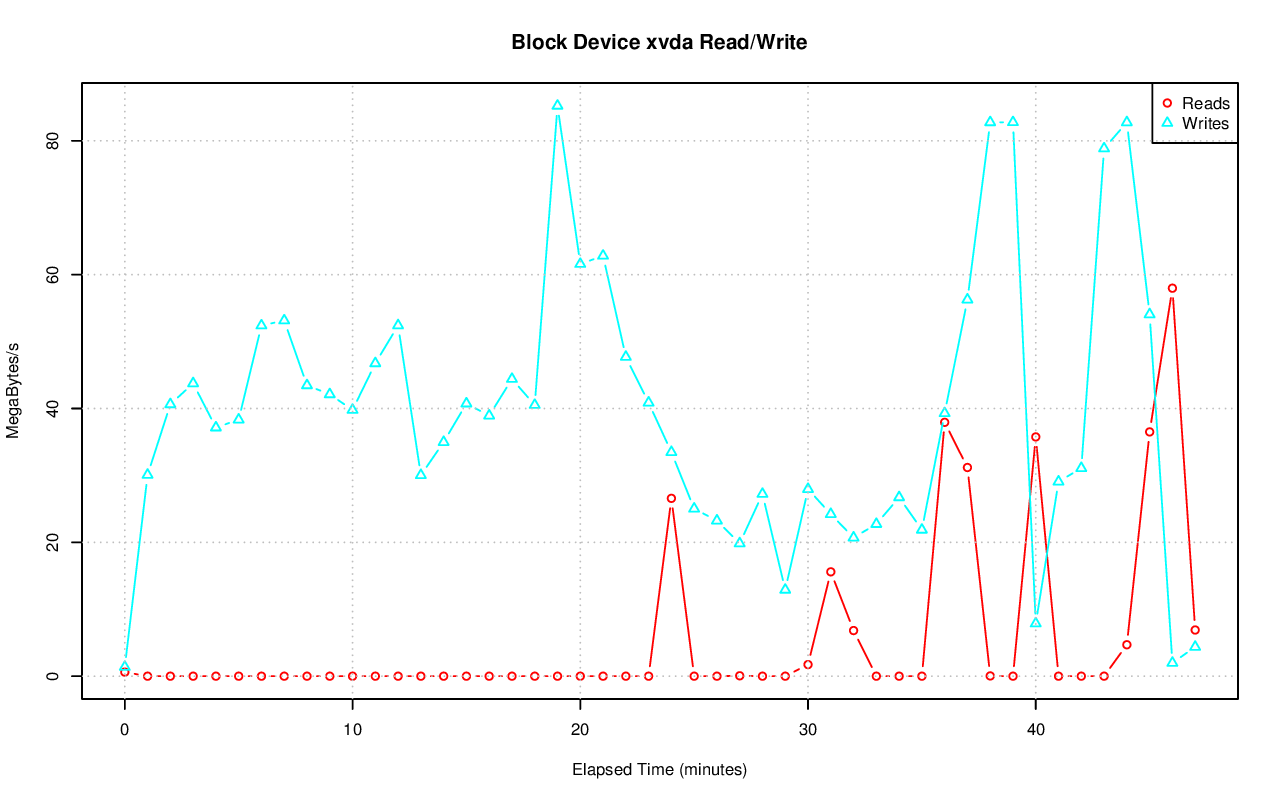 Block Device xvda Read/Write
Reads
Writes
MegaBytes/s
80
60
40
20
0
0 10 20 30 40
Elapsed Time (minutes)